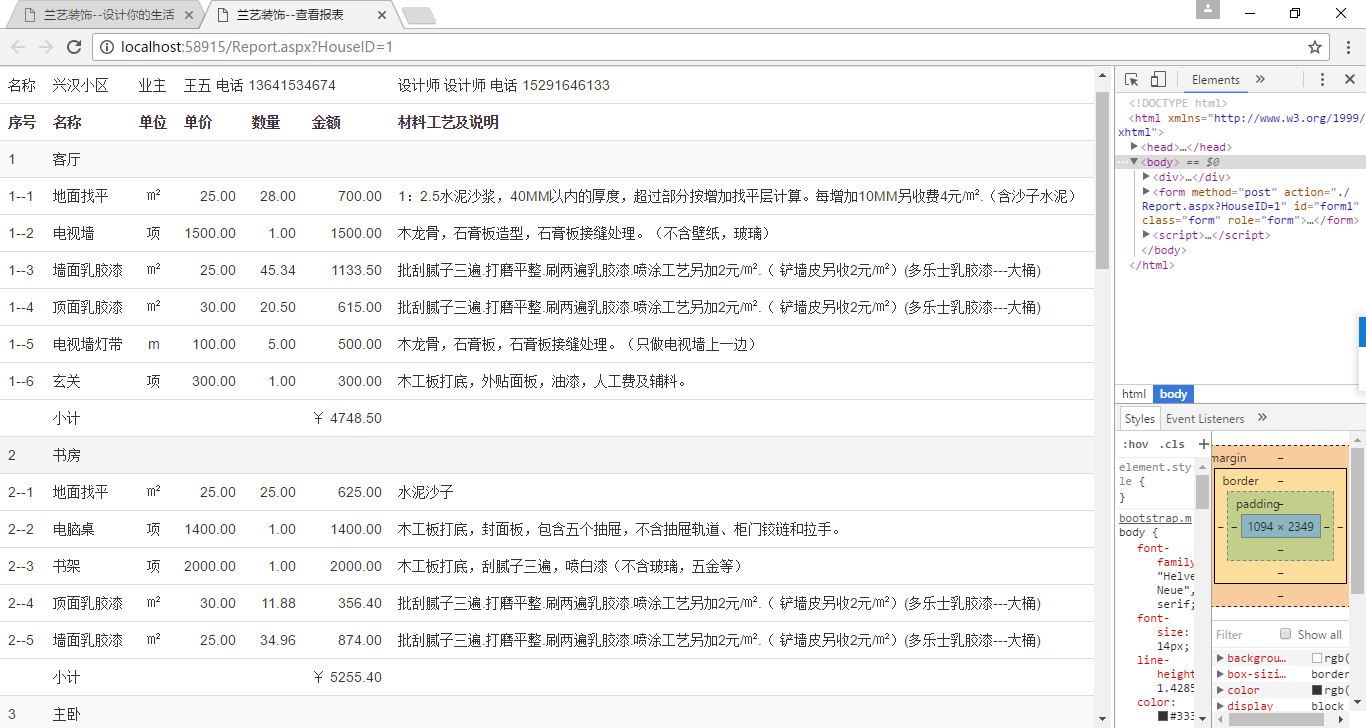 兰艺装饰--设计你的生活
兰艺装饰--查看报表
localhost:58915/Report.aspx?HouseID=1
名称 兴汉小区 业主 王五 电话 13641534674 设计师 设计师 电话 15291646133
序号 名称 单位 单价 数量 金额 材料工艺及说明
1 客厅
1--1 地面找平 ㎡ 25.00 28.00 700.00 1：2.5水泥沙浆，40MM以内的厚度，超过部分按增加找平层计算。每增加10MM另收费4元/㎡.（含沙子水泥）
1--2 电视墙 项 1500.00 1.00 1500.00 木龙骨，石膏板造型，石膏板接缝处理。（不含壁纸，玻璃）
1--3 墙面乳胶漆 ㎡ 25.00 45.34 1133.50 批刮腻子三遍.打磨平整.刷两遍乳胶漆.喷涂工艺另加2元/㎡.（ 铲墙皮另收2元/㎡）(多乐士乳胶漆---大桶)
1--4 顶面乳胶漆 ㎡ 30.00 20.50 615.00 批刮腻子三遍.打磨平整.刷两遍乳胶漆.喷涂工艺另加2元/㎡.（ 铲墙皮另收2元/㎡）(多乐士乳胶漆---大桶)
1--5 电视墙灯带 m 100.00 5.00 500.00 木龙骨，石膏板，石膏板接缝处理。（只做电视墙上一边）
1--6 玄关 项 300.00 1.00 300.00 木工板打底，外贴面板，油漆，人工费及辅料。
小计 ￥ 4748.50
2 书房
2--1 地面找平 ㎡ 25.00 25.00 625.00 水泥沙子
2--2 电脑桌 项 1400.00 1.00 1400.00 木工板打底，封面板，包含五个抽屉，不含抽屉轨道、柜门铰链和拉手。
2--3 书架 项 2000.00 1.00 2000.00 木工板打底，刮腻子三遍，喷白漆（不含玻璃，五金等）
2--4 顶面乳胶漆 ㎡ 30.00 11.88 356.40 批刮腻子三遍.打磨平整.刷两遍乳胶漆.喷涂工艺另加2元/㎡.（ 铲墙皮另收2元/㎡）(多乐士乳胶漆---大桶)
2--5 墙面乳胶漆 ㎡ 25.00 34.96 874.00 批刮腻子三遍.打磨平整.刷两遍乳胶漆.喷涂工艺另加2元/㎡.（ 铲墙皮另收2元/㎡）(多乐士乳胶漆---大桶)
小计 ￥ 5255.40
3 主卧
Elements
<!DOCTYPE html>
<html xmlns="http://www.w3.org/1999/
xhtml">
<head>…</head>
<body> == $0
<div>…</div>
<form method="post" action="./
Report.aspx?HouseID=1" id="form1"
class="form" role="form">…</form>
<script>…</script>
</body>
</html>
html body
Styles Event Listeners
:hov .cls +
element.sty
le {
}
bootstrap.m
body {
font-
family
"Helve
Neue",
serif;
font-
size:
14px;
line-
height
1.4285
color:
#333
margin –
border –
padding –
– – 1094 × 2349 – –
–
–
–
Filter Show all
backgrou… rgb(
box-sizi… border
color rgb(
display block